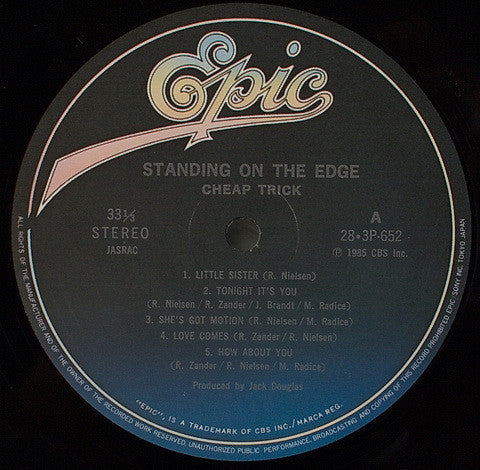 Epic
STANDING ON THE EDGE
CHEAP TRICK
33⅓
STEREO
JASRAC
A
28•3P-652
Ⓟ 1985 CBS Inc.
1. LITTLE SISTER (R. Nielsen)
2. TONIGHT IT'S YOU
(R. Nielsen/R. Zander/J. Brandt/M. Radice)
3. SHE'S GOT MOTION (R. Nielsen/M. Radice)
4. LOVE COMES (R. Zander/R. Nielsen)
5. HOW ABOUT YOU
(R. Zander/R. Nielsen/M. Radice)
Produced by Jack Douglas
"EPIC", IS A TRADEMARK OF CBS INC./MARCA REG.
ALL RIGHTS OF THE MANUFACTURER AND OF THE OWNER OF THE RECORDED WORK RESERVED. UNAUTHORIZED PUBLIC PERFORMANCE, BROADCASTING AND COPYING OF THIS RECORD PROHIBITED EPIC SONY INC. TOKYO JAPAN